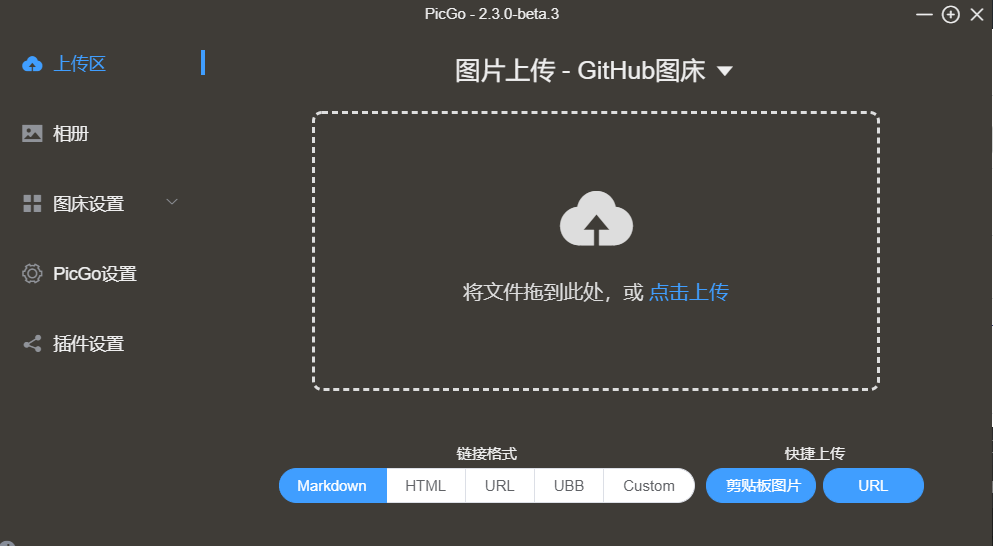 PicGo - 2.3.0-beta.3
上传区
相册
图床设置
PicGo设置
插件设置
图片上传 - GitHub图床
将文件拖到此处，或 点击上传
链接格式
Markdown HTML URL UBB Custom
快捷上传
剪贴板图片 URL